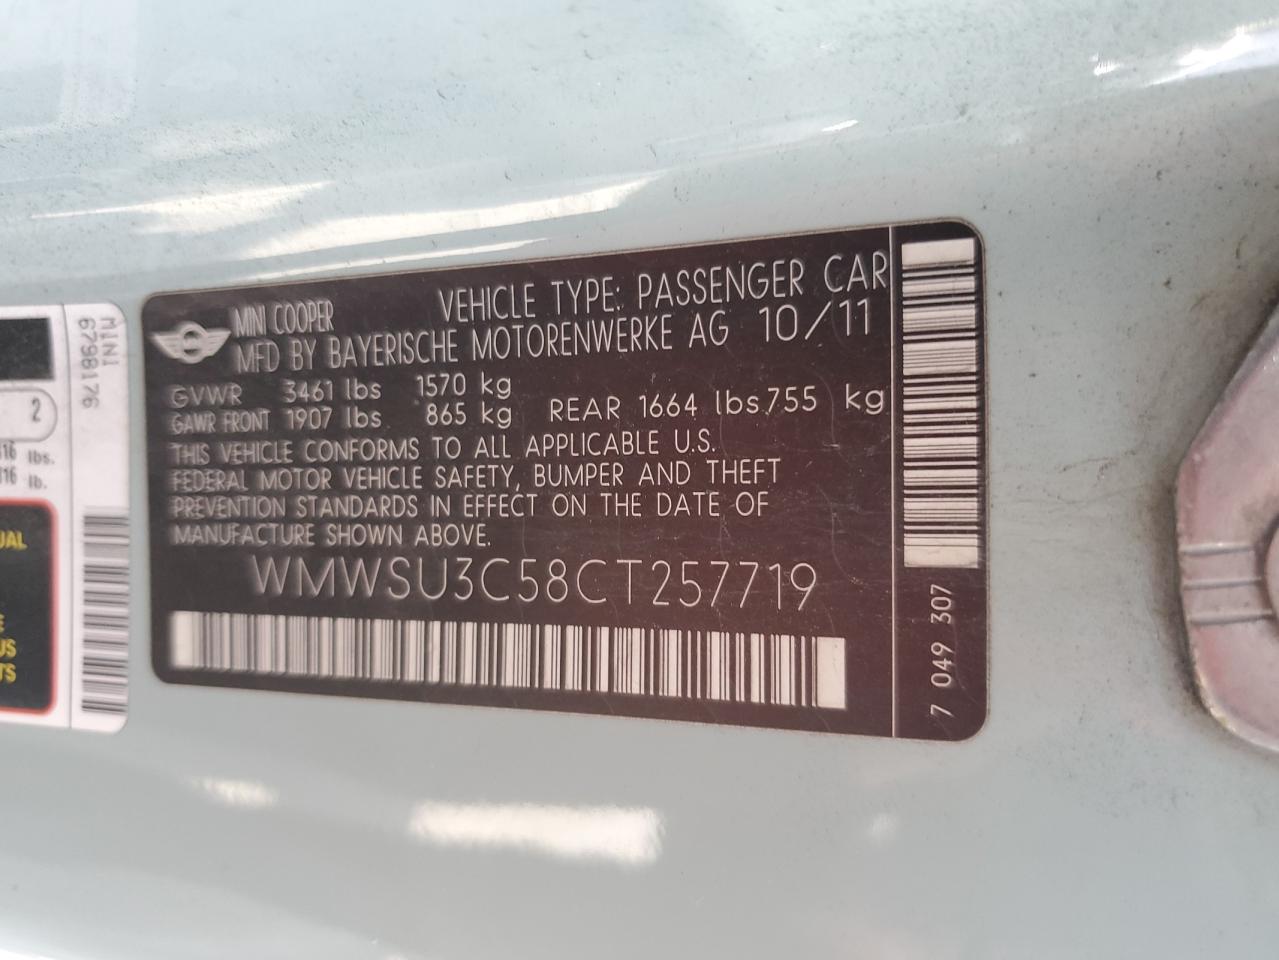 MINI COOPER VEHICLE TYPE: PASSENGER CAR
MFD BY BAYERISCHE MOTORENWERKE AG 10/11
GVWR 3461 lbs 1570 kg
GAWR FRONT 1907 lbs 865 kg REAR 1664 lbs 755 kg
THIS VEHICLE CONFORMS TO ALL APPLICABLE U.S.
FEDERAL MOTOR VEHICLE SAFETY, BUMPER AND THEFT
PREVENTION STANDARDS IN EFFECT ON THE DATE OF
MANUFACTURE SHOWN ABOVE.
WMWSU3C58CT257719
7 049 307
MINI
6798176
2
lbs.
lb.